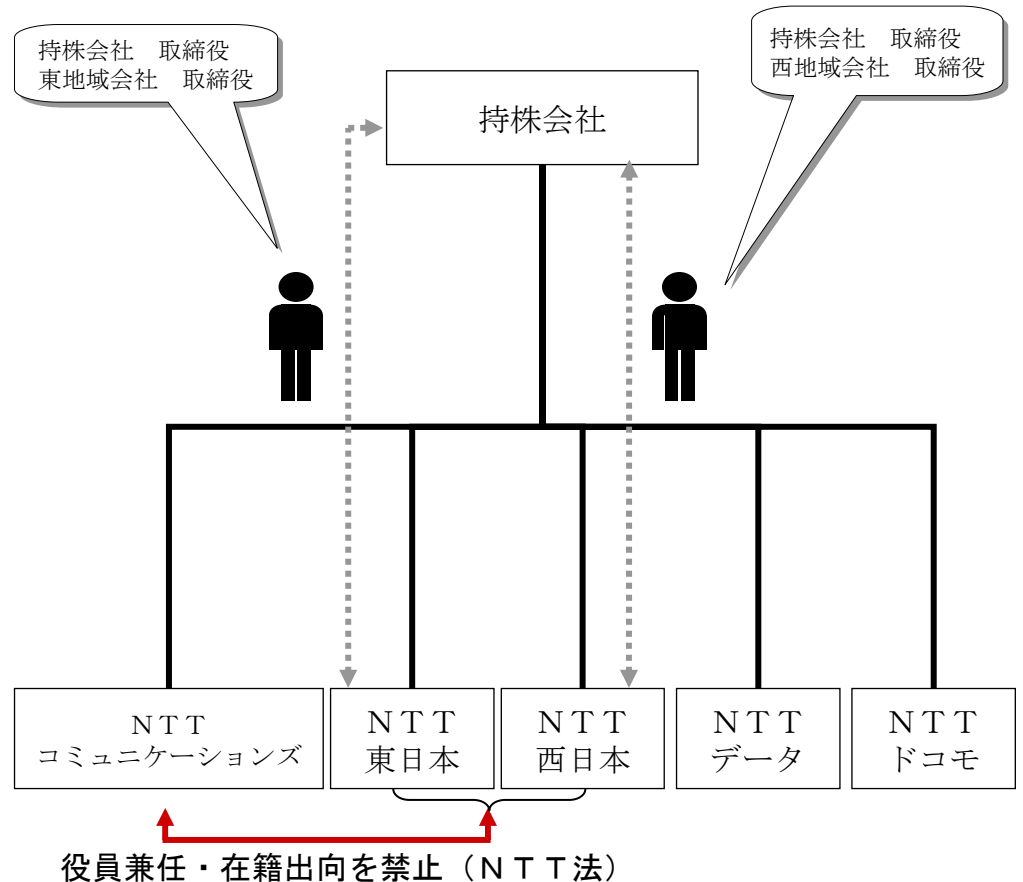 持株会社　取締役
東地域会社　取締役
持株会社　取締役
西地域会社　取締役
持株会社
ＮＴＴ
コミュニケーションズ
ＮＴＴ
東日本
ＮＴＴ
西日本
ＮＴＴ
データ
ＮＴＴ
ドコモ
役員兼任・在籍出向を禁止（ＮＴＴ法）